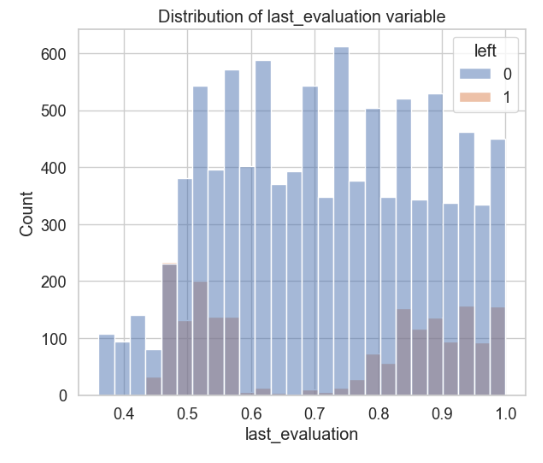 Distribution of last_evaluation variable
left
0
1
600
500
400
300
200
100
0
Count
0.4 0.5 0.6 0.7 0.8 0.9 1.0
last_evaluation